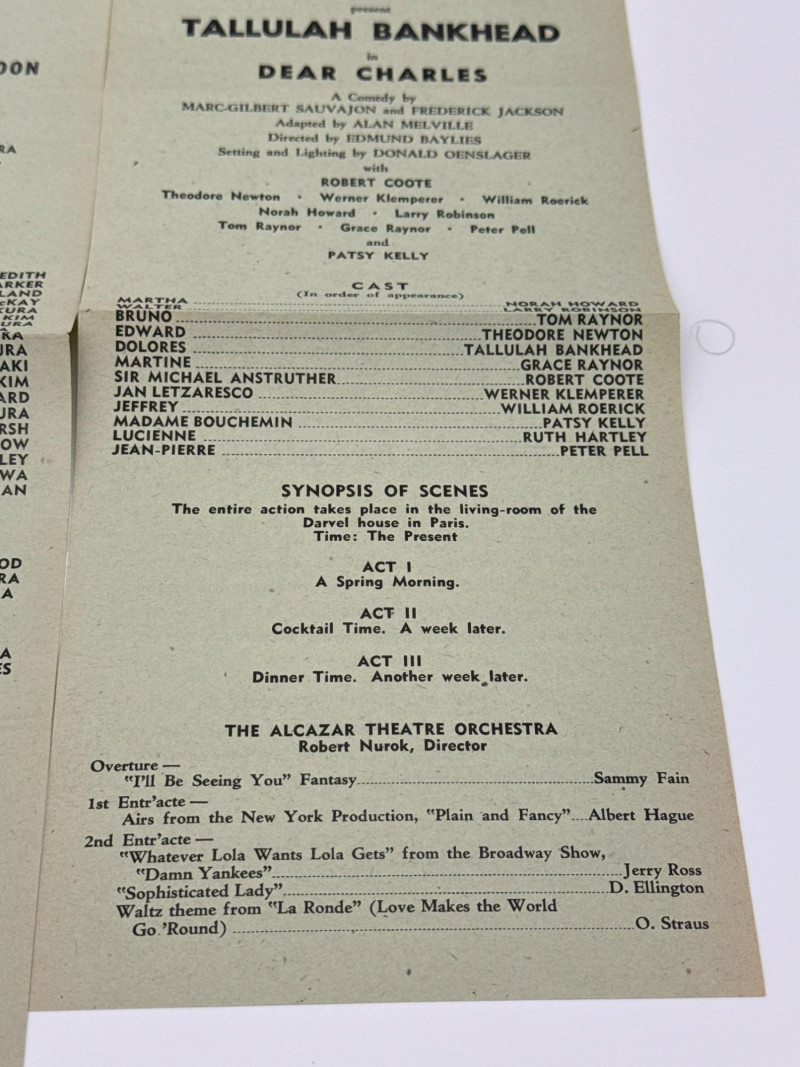 present
TALLULAH BANKHEAD
in
DEAR CHARLES
A Comedy by
MARC-GILBERT SAUVAJON and FREDERICK JACKSON
Adapted by ALAN MELVILLE
Directed by EDMUND BAYLIES
Setting and Lighting by DONALD OENSLAGER
with
ROBERT COOTE
Theodore Newton • Werner Klemperer • William Roerick
Norah Howard • Larry Robinson
Tom Raynor • Grace Raynor • Peter Pell
and
PATSY KELLY
CAST
(In order of appearance)
MARTHA NORAH HOWARD
WALTER LARRY ROBINSON
BRUNO TOM RAYNOR
EDWARD THEODORE NEWTON
DOLORES TALLULAH BANKHEAD
MARTINE GRACE RAYNOR
SIR MICHAEL ANSTRUTHER ROBERT COOTE
JAN LETZARESCO WERNER KLEMPERER
JEFFREY WILLIAM ROERICK
MADAME BOUCHEMIN PATSY KELLY
LUCIENNE RUTH HARTLEY
JEAN-PIERRE PETER PELL
SYNOPSIS OF SCENES
The entire action takes place in the living-room of the
Darvel house in Paris.
Time: The Present
ACT I
A Spring Morning.
ACT II
Cocktail Time. A week later.
ACT III
Dinner Time. Another week later.
THE ALCAZAR THEATRE ORCHESTRA
Robert Nurok, Director
Overture —
"I'll Be Seeing You" Fantasy Sammy Fain
1st Entr'acte —
Airs from the New York Production, "Plain and Fancy" Albert Hague
2nd Entr'acte —
"Whatever Lola Wants Lola Gets" from the Broadway Show,
"Damn Yankees" Jerry Ross
"Sophisticated Lady" D. Ellington
Waltz theme from "La Ronde" (Love Makes the World
Go 'Round) O. Straus